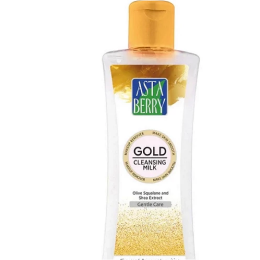 ASTA
BERRY
GOLD
CLEANSING
MILK
Olive Squalane and
Shea Extract
Gentle Care